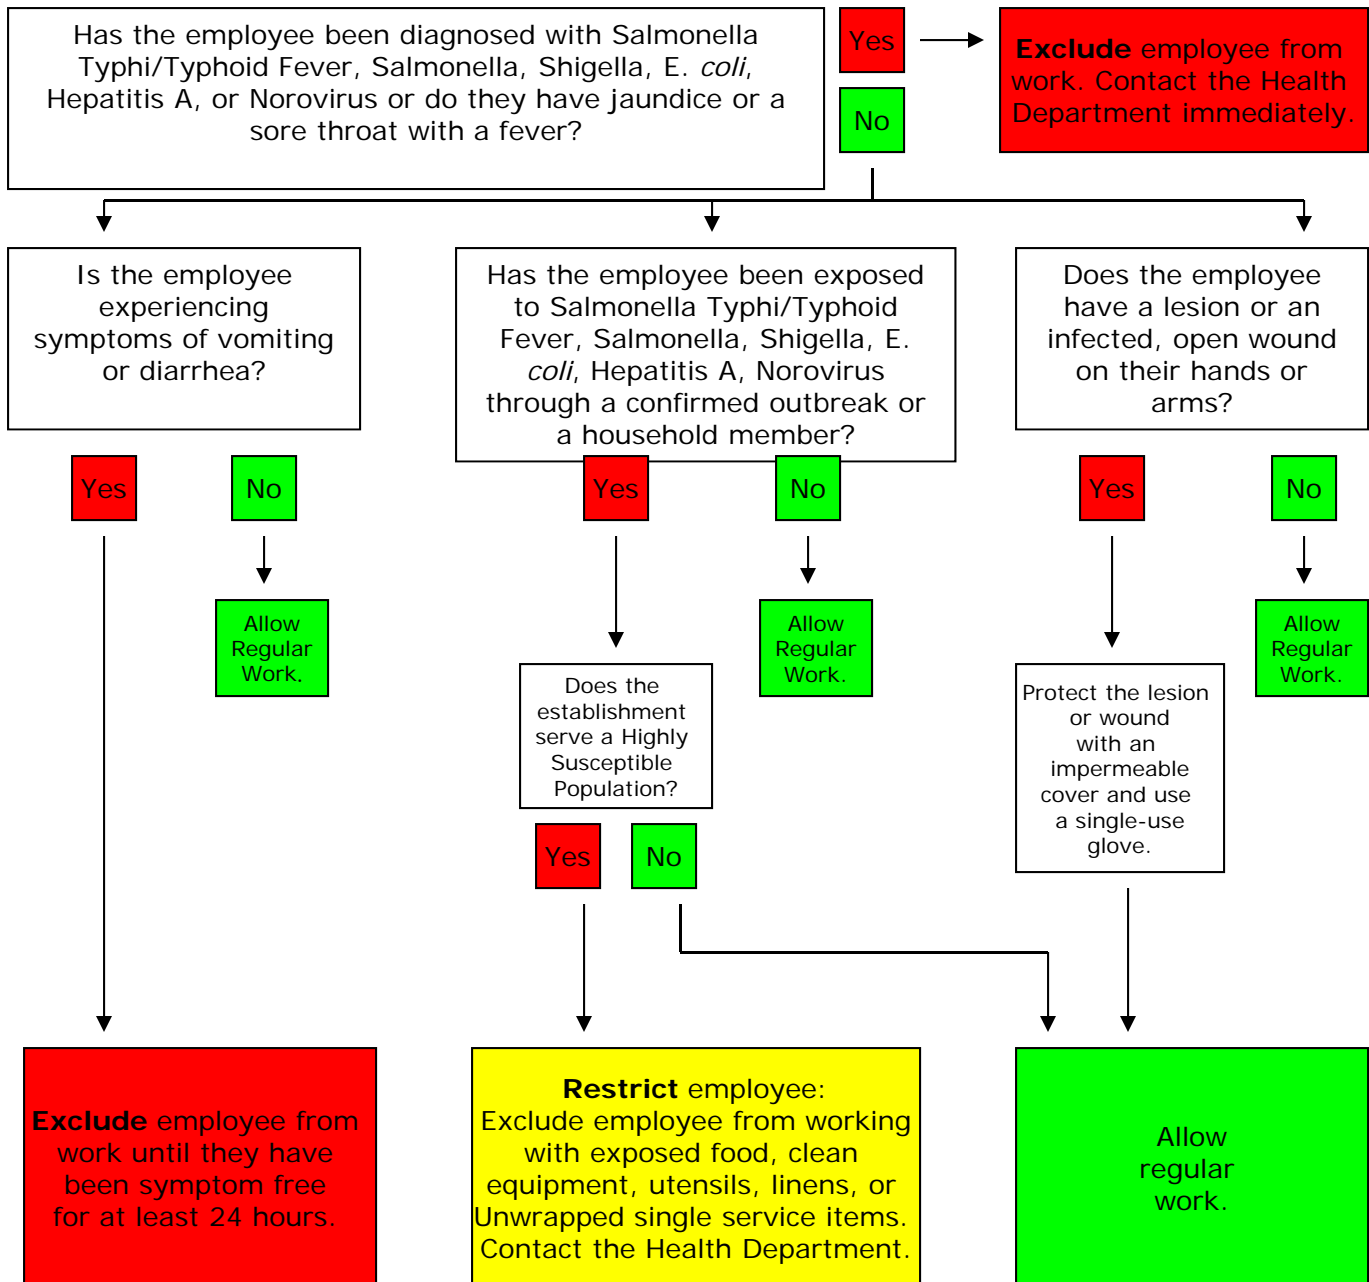 Has the employee been diagnosed with Salmonella
Typhi/Typhoid Fever, Salmonella, Shigella, E. coli,
Hepatitis A, or Norovirus or do they have jaundice or a
sore throat with a fever?
Yes
No
Exclude employee from
work. Contact the Health
Department immediately.
Is the employee
experiencing
symptoms of vomiting
or diarrhea?
Yes
No
Allow
Regular
Work.
Has the employee been exposed
to Salmonella Typhi/Typhoid
Fever, Salmonella, Shigella, E.
coli, Hepatitis A, Norovirus
through a confirmed outbreak or
a household member?
Yes
No
Allow
Regular
Work.
Does the employee
have a lesion or an
infected, open wound
on their hands or
arms?
Yes
No
Allow
Regular
Work.
Does the
establishment
serve a Highly
Susceptible
Population?
Yes
No
Protect the lesion
or wound
with an
impermeable
cover and use
a single-use
glove.
Exclude employee from
work until they have
been symptom free
for at least 24 hours.
Restrict employee:
Exclude employee from working
with exposed food, clean
equipment, utensils, linens, or
Unwrapped single service items.
Contact the Health Department.
Allow
regular
work.